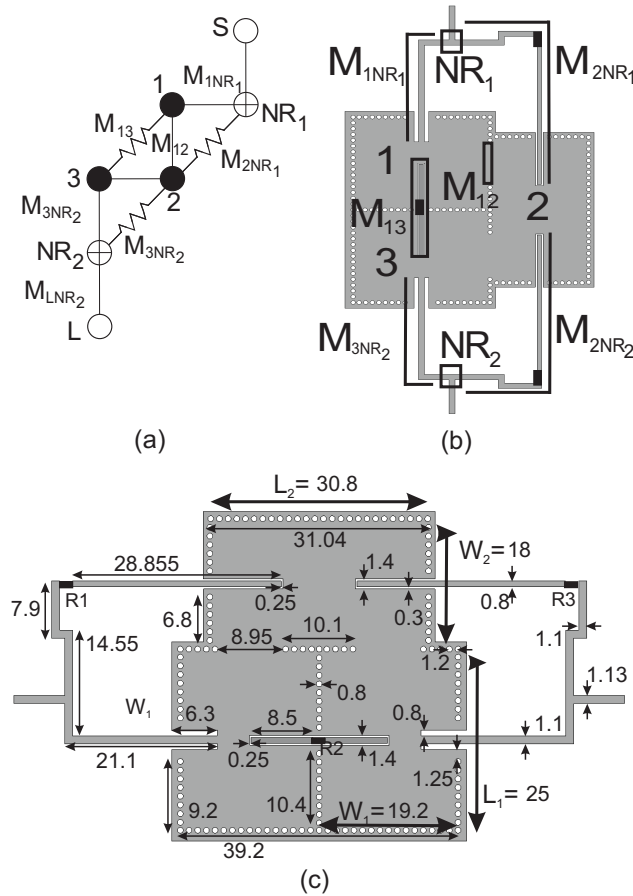 S
1
M1NR1
NR1
M13
M12
M2NR1
3
2
M3NR2
NR2
M3NR2
MLNR2
L
(a)
M1NR1
NR1
M2NR1
1
M12
2
M13
3
M3NR2
NR2
M2NR2
(b)
L2= 30.8
31.04
W2= 18
28.855
1.4
R1
0.25
0.3
0.8
R3
7.9
6.8
14.55
8.95
10.1
1.2
1.1
W1
0.8
1.13
6.3
8.5
0.8
1.1
R2
21.1
0.25
1.4
1.25
9.2
10.4
W1= 19.2
L1= 25
39.2
(c)